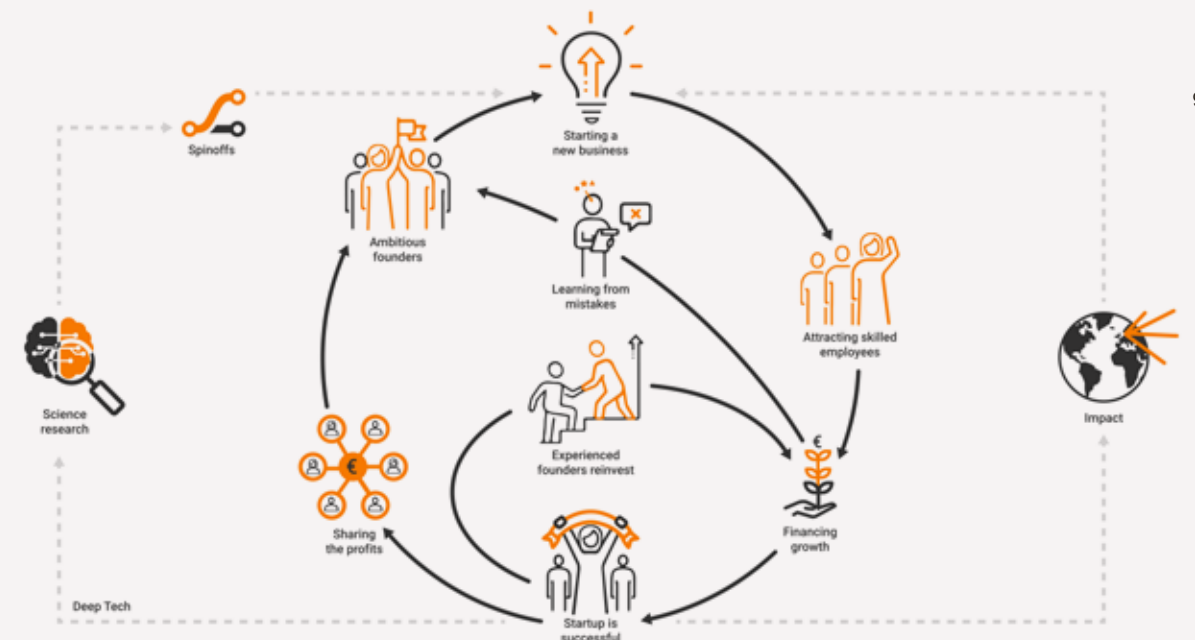 Starting a
new business
Spinoffs
Ambitious
founders
Learning from
mistakes
Attracting skilled
employees
Science
research
Impact
€
Experienced
founders reinvest
€
Sharing
the profits
Financing
growth
Deep Tech
Startup is
successful